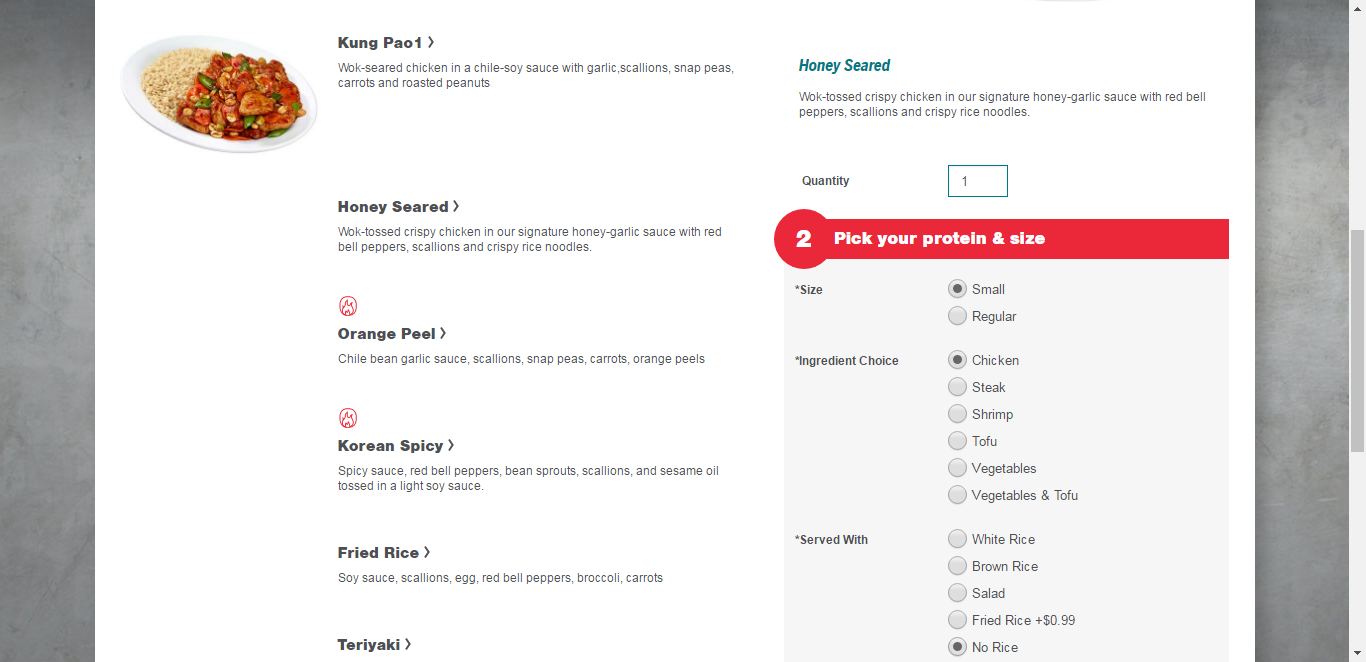 Kung Pao1 >
Wok-seared chicken in a chile-soy sauce with garlic,scallions, snap peas,
carrots and roasted peanuts
Honey Seared >
Wok-tossed crispy chicken in our signature honey-garlic sauce with red
bell peppers, scallions and crispy rice noodles.
Orange Peel >
Chile bean garlic sauce, scallions, snap peas, carrots, orange peels
Korean Spicy >
Spicy sauce, red bell peppers, bean sprouts, scallions, and sesame oil
tossed in a light soy sauce.
Fried Rice >
Soy sauce, scallions, egg, red bell peppers, broccoli, carrots
Teriyaki >
Honey Seared
Wok-tossed crispy chicken in our signature honey-garlic sauce with red bell
peppers, scallions and crispy rice noodles.
Quantity 1
2 Pick your protein & size
*Size Small
Regular
*Ingredient Choice Chicken
Steak
Shrimp
Tofu
Vegetables
Vegetables & Tofu
*Served With White Rice
Brown Rice
Salad
Fried Rice +$0.99
No Rice